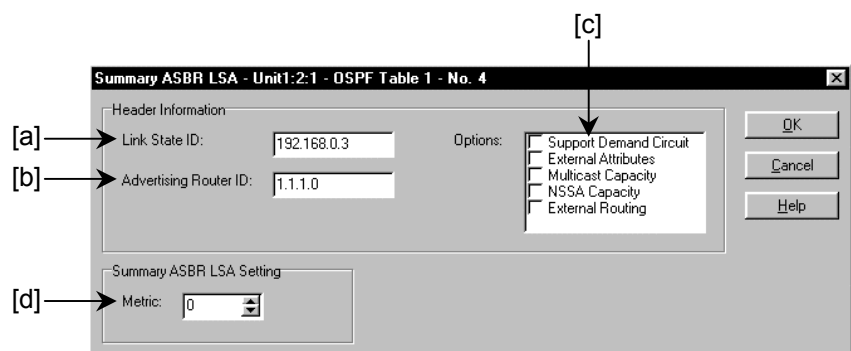 [c]
Summary ASBR LSA - Unit1:2:1 - OSPF Table 1 - No. 4
Header Information
[a] Link State ID: 192.168.0.3
[b] Advertising Router ID: 1.1.1.0
Options:
Support Demand Circuit
External Attributes
Multicast Capacity
NSSA Capacity
External Routing
OK
Cancel
Help
Summary ASBR LSA Setting
[d] Metric: 0